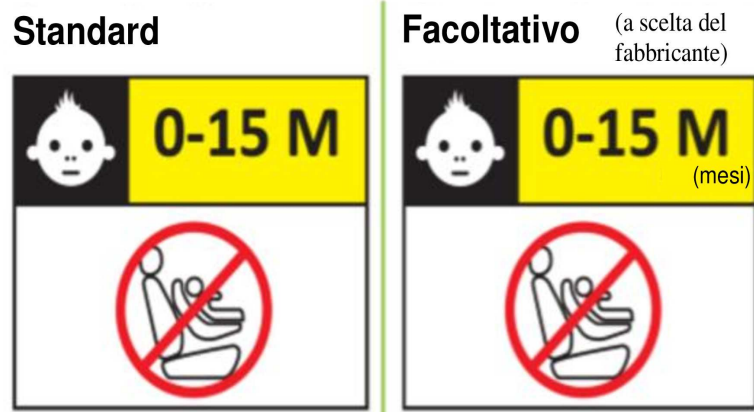 Standard
0-15 M
Facoltativo
(a scelta del
fabbricante)
0-15 M
(mesi)